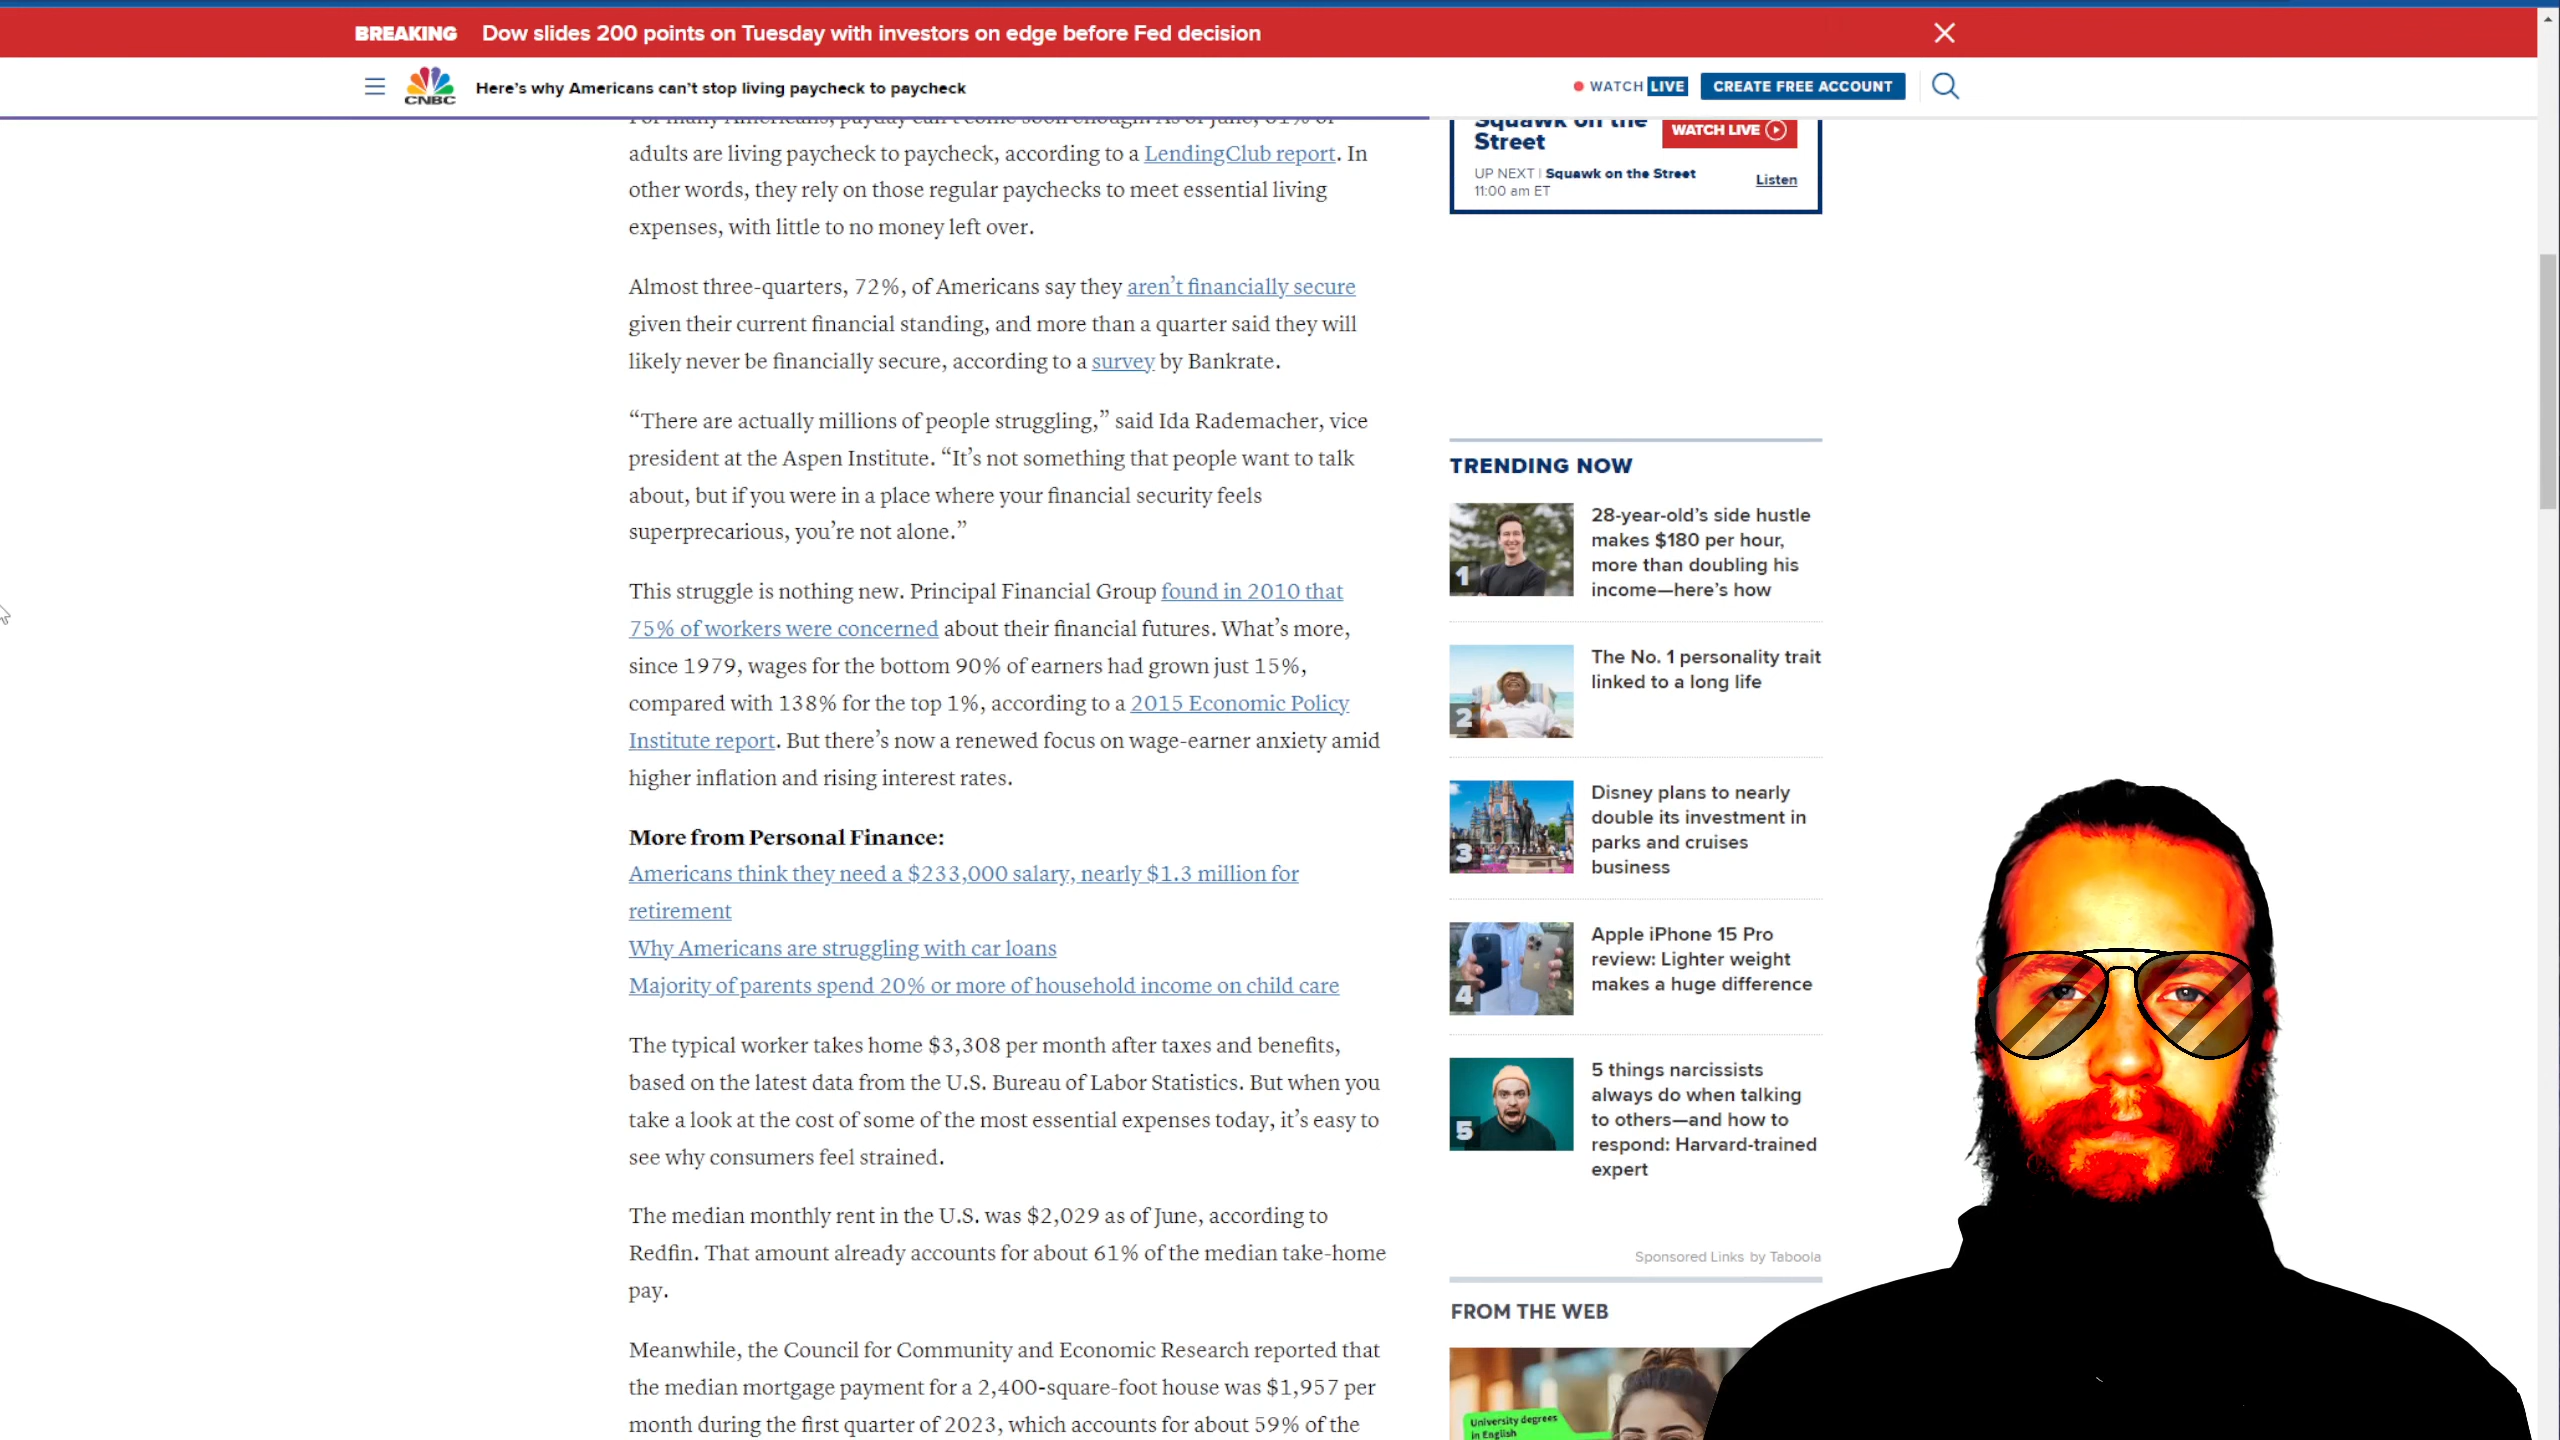 BREAKING Dow slides 200 points on Tuesday with investors on edge before Fed decision
CNBC
Here's why Americans can't stop living paycheck to paycheck
WATCH LIVE
CREATE FREE ACCOUNT
For many Americans, payday can't come soon enough. As of June, 61% of
adults are living paycheck to paycheck, according to a LendingClub report. In
other words, they rely on those regular paychecks to meet essential living
expenses, with little to no money left over.
Almost three-quarters, 72%, of Americans say they aren’t financially secure
given their current financial standing, and more than a quarter said they will
likely never be financially secure, according to a survey by Bankrate.
“There are actually millions of people struggling,” said Ida Rademacher, vice
president at the Aspen Institute. “It’s not something that people want to talk
about, but if you were in a place where your financial security feels
superprecarious, you’re not alone.”
This struggle is nothing new. Principal Financial Group found in 2010 that
75% of workers were concerned about their financial futures. What’s more,
since 1979, wages for the bottom 90% of earners had grown just 15%,
compared with 138% for the top 1%, according to a 2015 Economic Policy
Institute report. But there’s now a renewed focus on wage-earner anxiety amid
higher inflation and rising interest rates.
More from Personal Finance:
Americans think they need a $233,000 salary, nearly $1.3 million for
retirement
Why Americans are struggling with car loans
Majority of parents spend 20% or more of household income on child care
The typical worker takes home $3,308 per month after taxes and benefits,
based on the latest data from the U.S. Bureau of Labor Statistics. But when you
take a look at the cost of some of the most essential expenses today, it’s easy to
see why consumers feel strained.
The median monthly rent in the U.S. was $2,029 as of June, according to
Redfin. That amount already accounts for about 61% of the median take-home
pay.
Meanwhile, the Council for Community and Economic Research reported that
the median mortgage payment for a 2,400-square-foot house was $1,957 per
month during the first quarter of 2023, which accounts for about 59% of the
Squawk on the
Street
WATCH LIVE
UP NEXT | Squawk on the Street
11:00 am ET
Listen
TRENDING NOW
1
28-year-old’s side hustle
makes $180 per hour,
more than doubling his
income—here’s how
2
The No. 1 personality trait
linked to a long life
3
Disney plans to nearly
double its investment in
parks and cruises
business
4
Apple iPhone 15 Pro
review: Lighter weight
makes a huge difference
5
5 things narcissists
always do when talking
to others—and how to
respond: Harvard-trained
expert
Sponsored Links by Taboola
FROM THE WEB
University degrees
in English